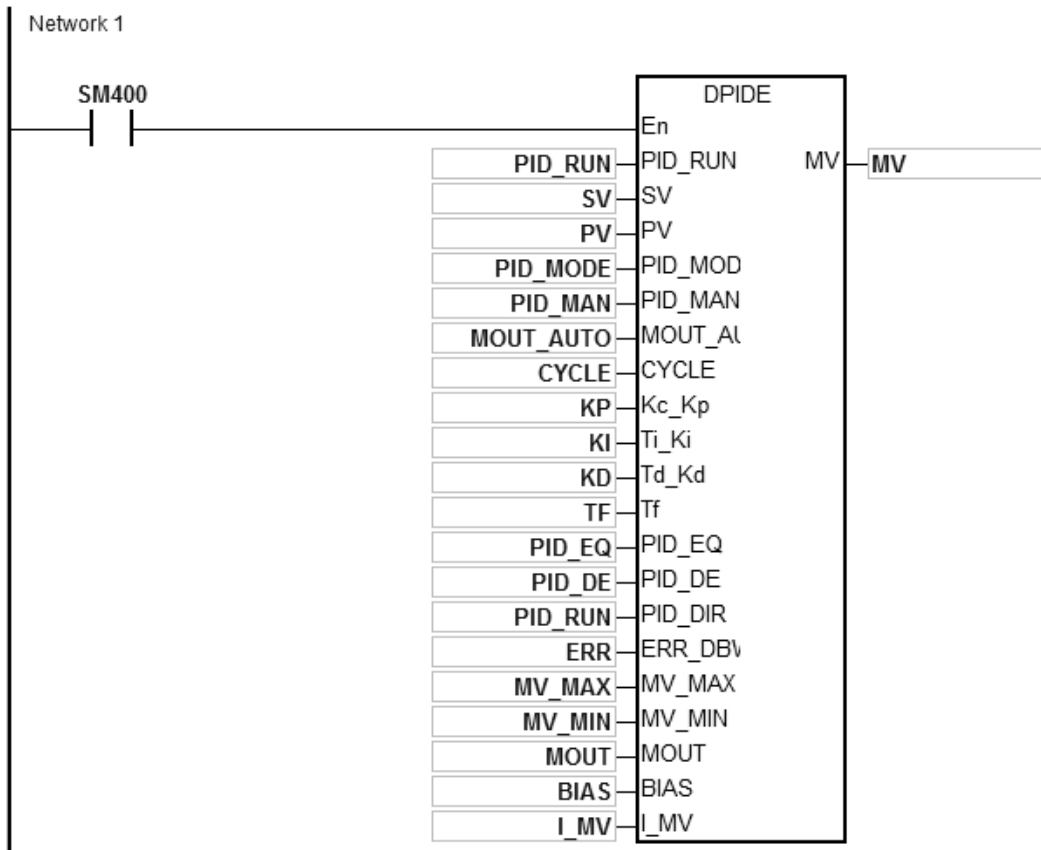 Network 1
SM400
DPIDE
En
PID_RUN PID_RUN MV MV
SV SV
PV PV
PID_MODE PID_MOD
PID_MAN PID_MAN
MOUT_AUTO MOUT_AU
CYCLE CYCLE
KP Kc_Kp
KI Ti_Ki
KD Td_Kd
TF Tf
PID_EQ PID_EQ
PID_DE PID_DE
PID_RUN PID_DIR
ERR ERR_DBW
MV_MAX MV_MAX
MV_MIN MV_MIN
MOUT MOUT
BIAS BIAS
I_MV I_MV